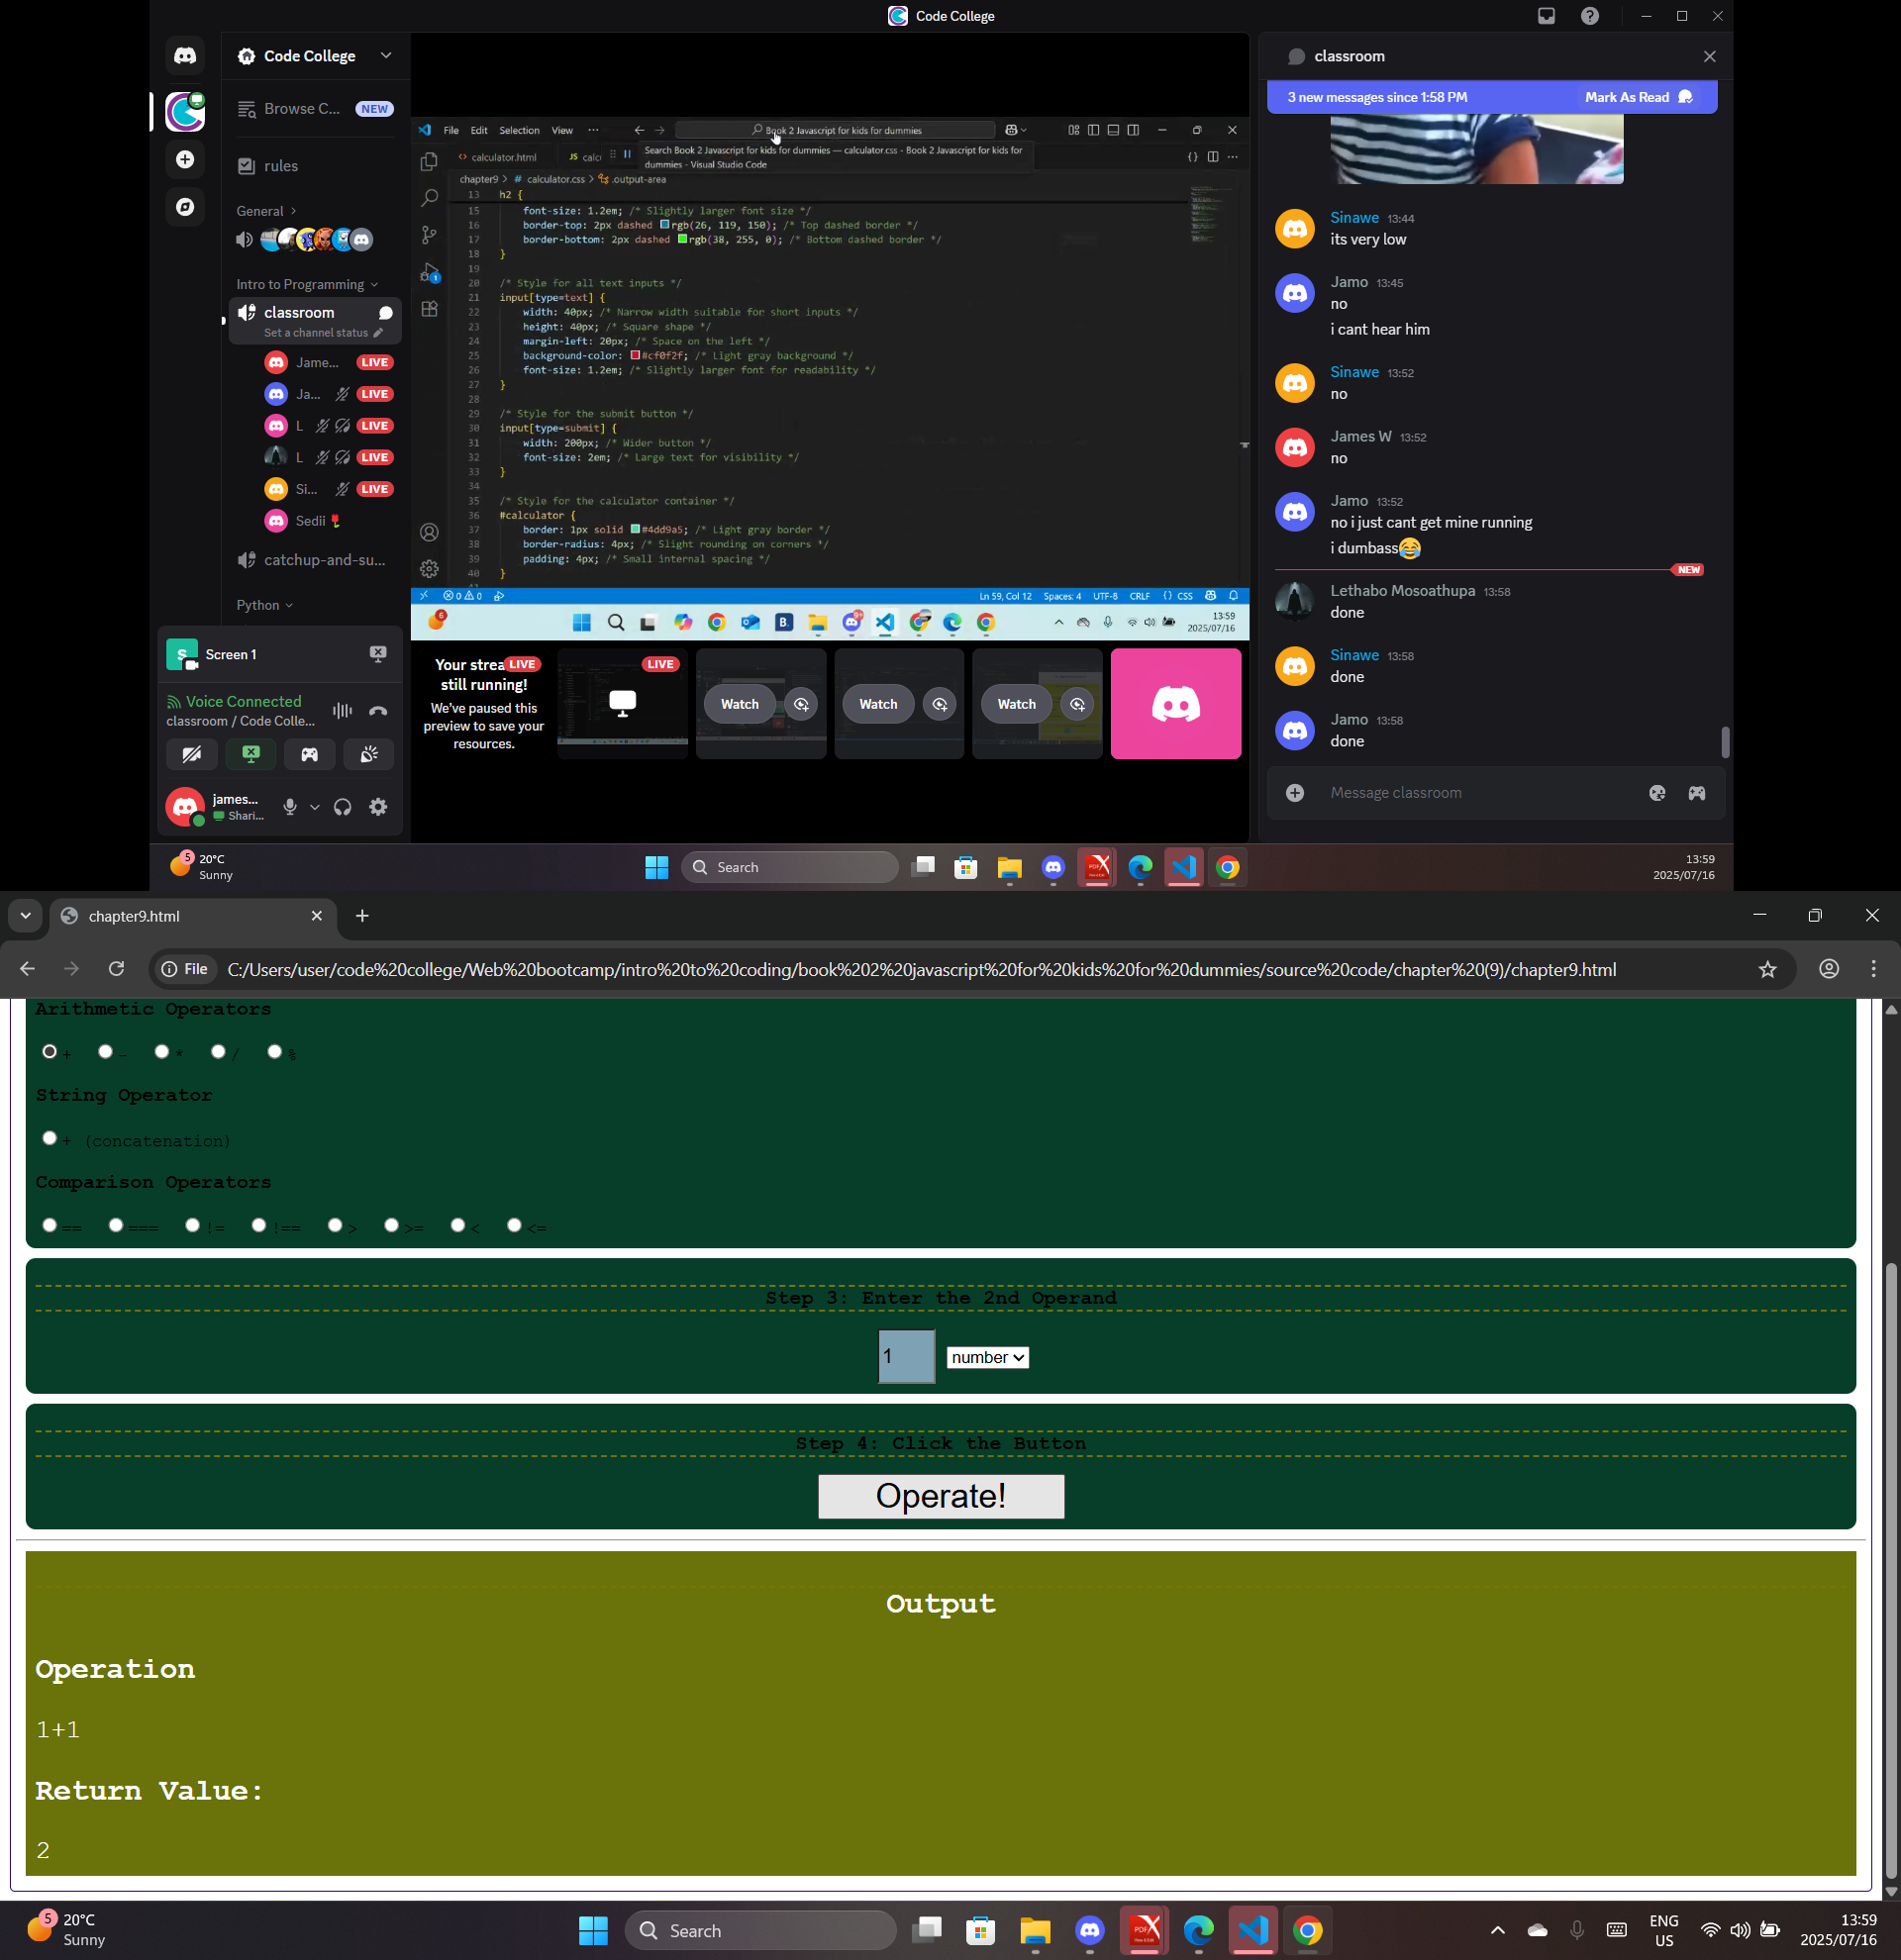 Code College
Code College
Browse C... NEW
rules
General
Intro to Programming
classroom
Set a channel status
Jame... LIVE
Ja... LIVE
L LIVE
L LIVE
Si... LIVE
Sedii
catchup-and-su...
Python
S Screen 1
Voice Connected
classroom / Code Colle...
james...
Shari...
File Edit Selection View ... Book 2 Javascript for kids for dummies
calculator.html JS calc
Search Book 2 Javascript for kids for dummies — calculator.css - Book 2 Javascript for kids for
dummies - Visual Studio Code
chapter9 > # calculator.css > .output-area
13 h2 {
15 font-size: 1.2em; /* Slightly larger font size */
16 border-top: 2px dashed rgb(26, 119, 150); /* Top dashed border */
17 border-bottom: 2px dashed rgb(38, 255, 0); /* Bottom dashed border */
18 }
19
20 /* Style for all text inputs */
21 input[type=text] {
22 width: 40px; /* Narrow width suitable for short inputs */
23 height: 40px; /* Square shape */
24 margin-left: 20px; /* Space on the left */
25 background-color: #cf0f2f; /* Light gray background */
26 font-size: 1.2em; /* Slightly larger font for readability */
27 }
28
29 /* Style for the submit button */
30 input[type=submit] {
31 width: 200px; /* Wider button */
32 font-size: 2em; /* Large text for visibility */
33 }
34
35 /* Style for the calculator container */
36 #calculator {
37 border: 1px solid #4dd9a5; /* Light gray border */
38 border-radius: 4px; /* Slight rounding on corners */
39 padding: 4px; /* Small internal spacing */
40 }
0 0 Ln 59, Col 12 Spaces: 4 UTF-8 CRLF {} CSS
6 B. 13:59
2025/07/16
Your strea LIVE
still running!
We've paused this
preview to save your
resources.
LIVE
Watch
Watch
Watch
classroom
3 new messages since 1:58 PM Mark As Read
Sinawe 13:44
its very low
Jamo 13:45
no
i cant hear him
Sinawe 13:52
no
James W 13:52
no
Jamo 13:52
no i just cant get mine running
i dumbass😂
NEW
Lethabo Mosoathupa 13:58
done
Sinawe 13:58
done
Jamo 13:58
done
Message classroom
5 20°C
Sunny
Search
PDF X
13:59
2025/07/16
chapter9.html
File C:/Users/user/code%20college/Web%20bootcamp/intro%20to%20coding/book%202%20javascript%20for%20kids%20for%20dummies/source%20code/chapter%20(9)/chapter9.html
Arithmetic Operators
+ - * / %
String Operator
+ (concatenation)
Comparison Operators
== === != !== > >= < <=
Step 3: Enter the 2nd Operand
1 number
Step 4: Click the Button
Operate!
Output
Operation
1+1
Return Value:
2
5 20°C
Sunny
Search
PDF X
ENG
US
13:59
2025/07/16